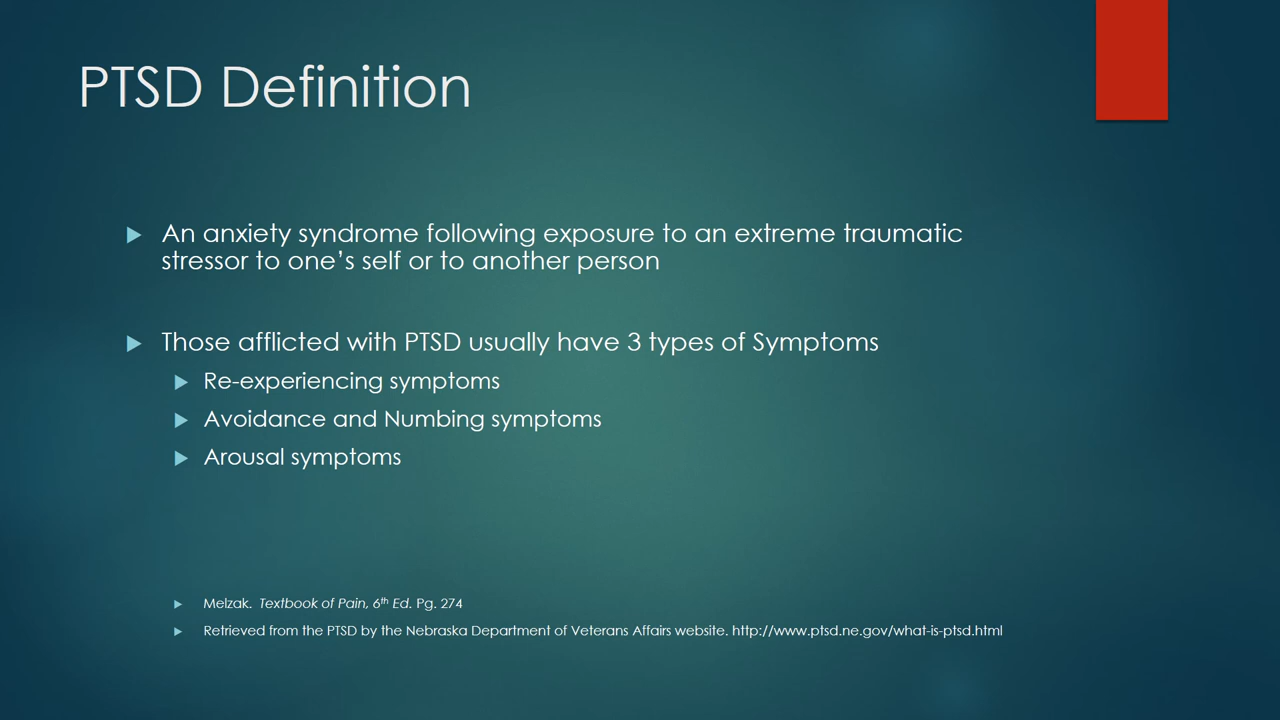 PTSD Definition
An anxiety syndrome following exposure to an extreme traumatic
stressor to one’s self or to another person
Those afflicted with PTSD usually have 3 types of Symptoms
Re-experiencing symptoms
Avoidance and Numbing symptoms
Arousal symptoms
Melzak. Textbook of Pain, 6th Ed. Pg. 274
Retrieved from the PTSD by the Nebraska Department of Veterans Affairs website. http://www.ptsd.ne.gov/what-is-ptsd.html